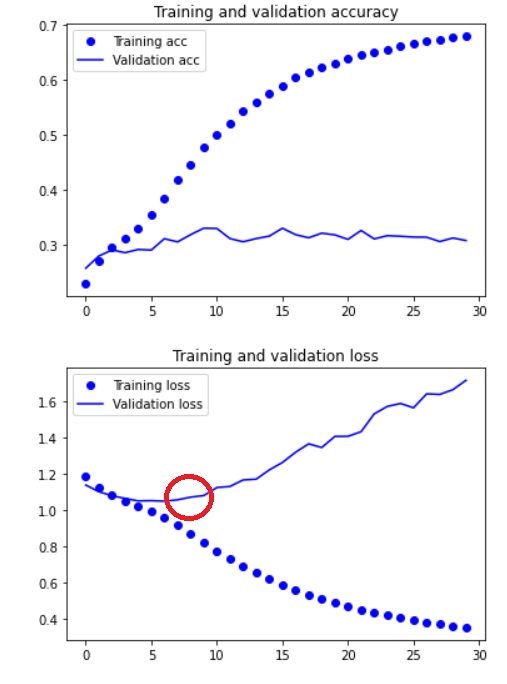 Training and validation accuracy
0.7
Training acc
Validation acc
0.6
0.5
0.4
0.3
0 5 10 15 20 25 30
Training and validation loss
Training loss
Validation loss
1.6
1.4
1.2
1.0
0.8
0.6
0.4
0 5 10 15 20 25 30